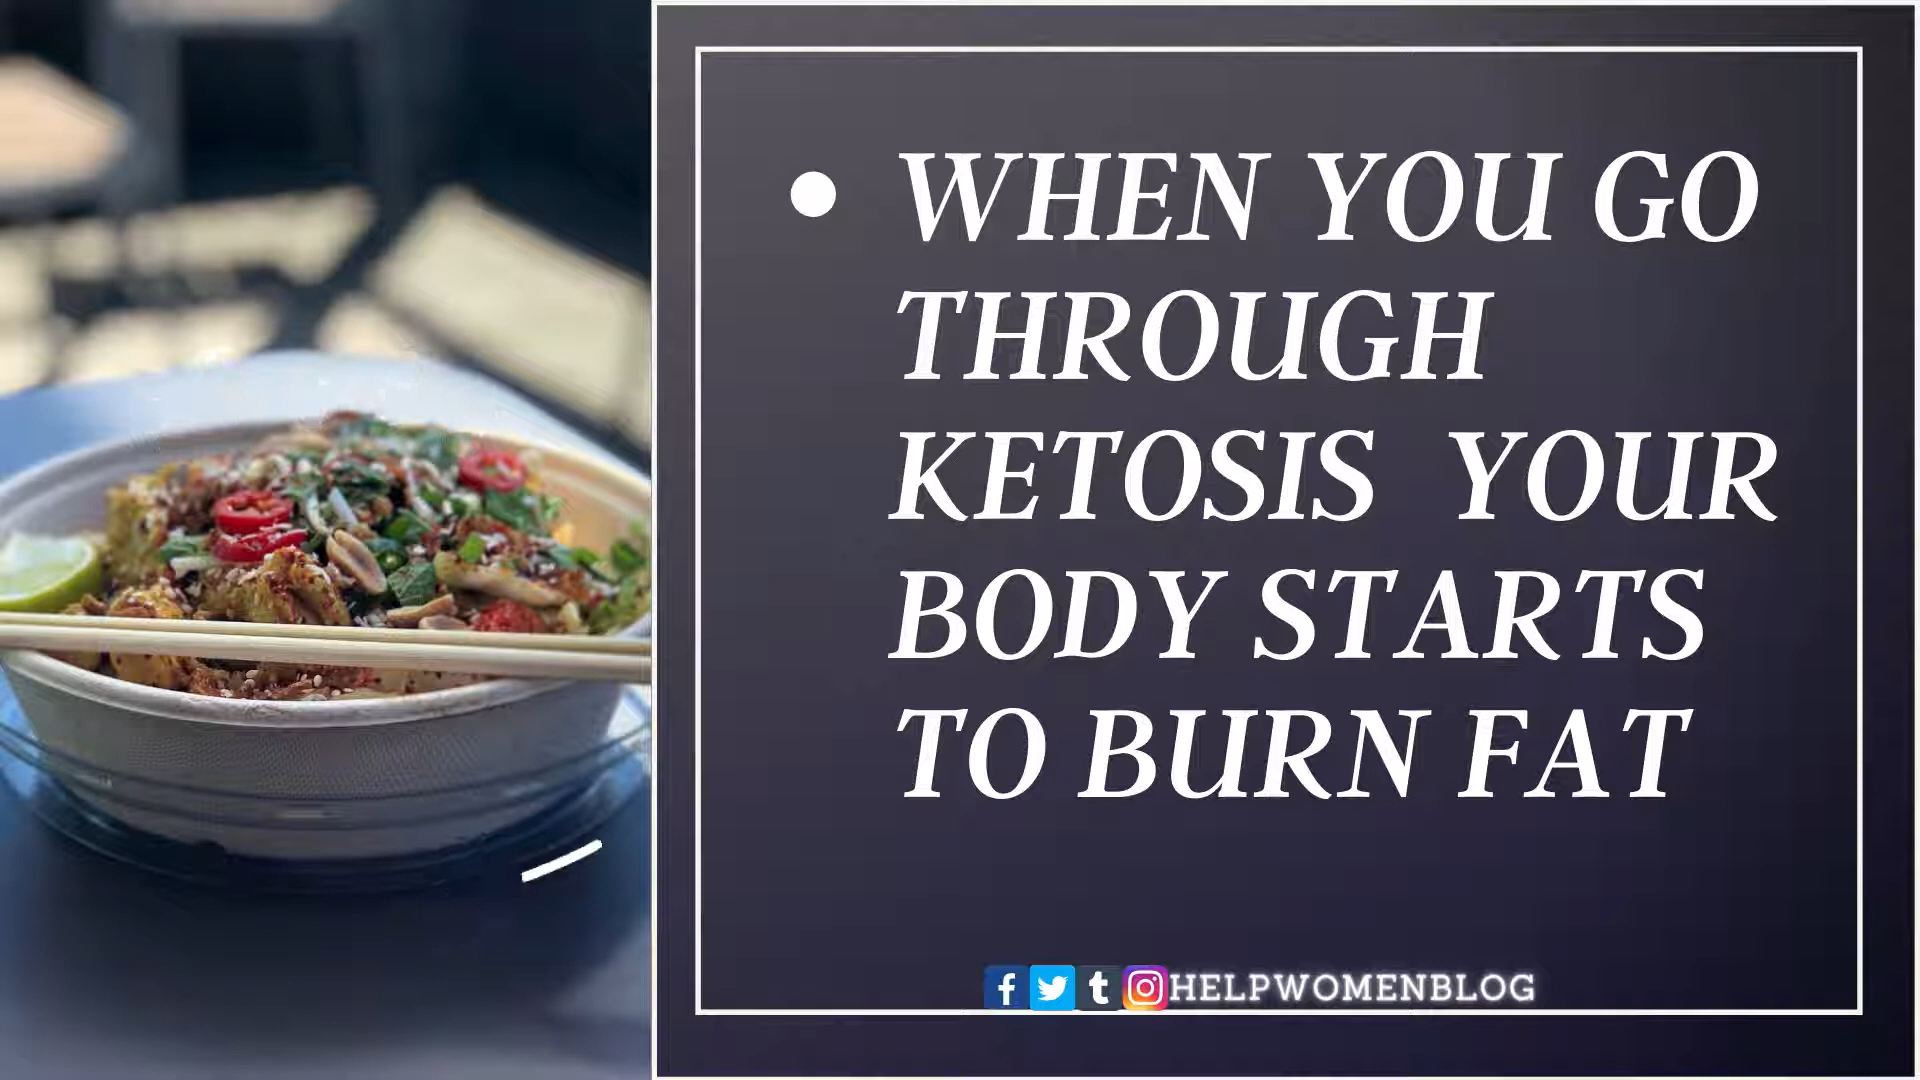 • WHEN YOU GO
THROUGH
KETOSIS YOUR
BODY STARTS
TO BURN FAT
HELPWOMENBLOG